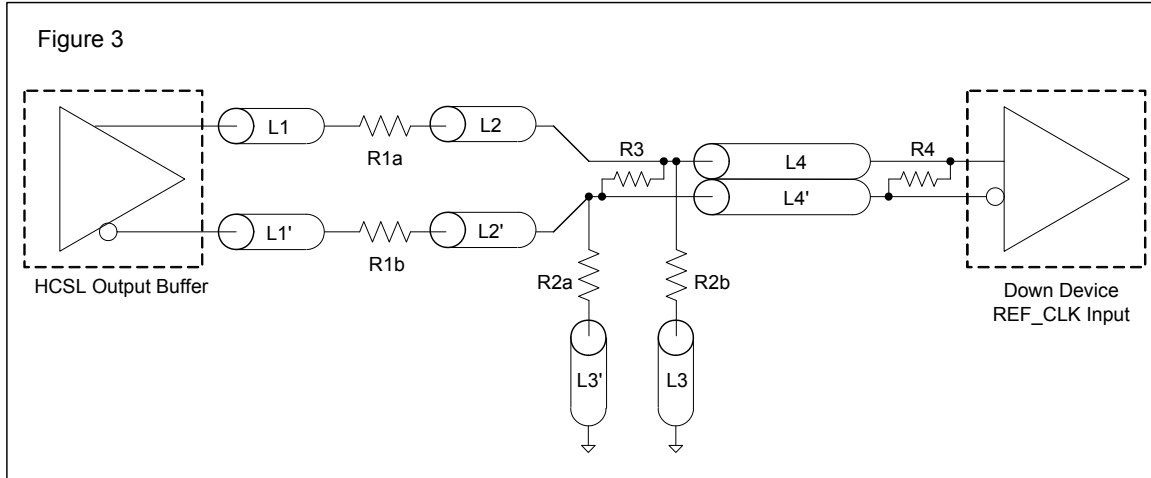 Figure 3
L1
R1a
L2
R3
L4
R4
L1'
R1b
L2'
L4'
HCSL Output Buffer
R2a
R2b
Down Device
REF_CLK Input
L3'
L3